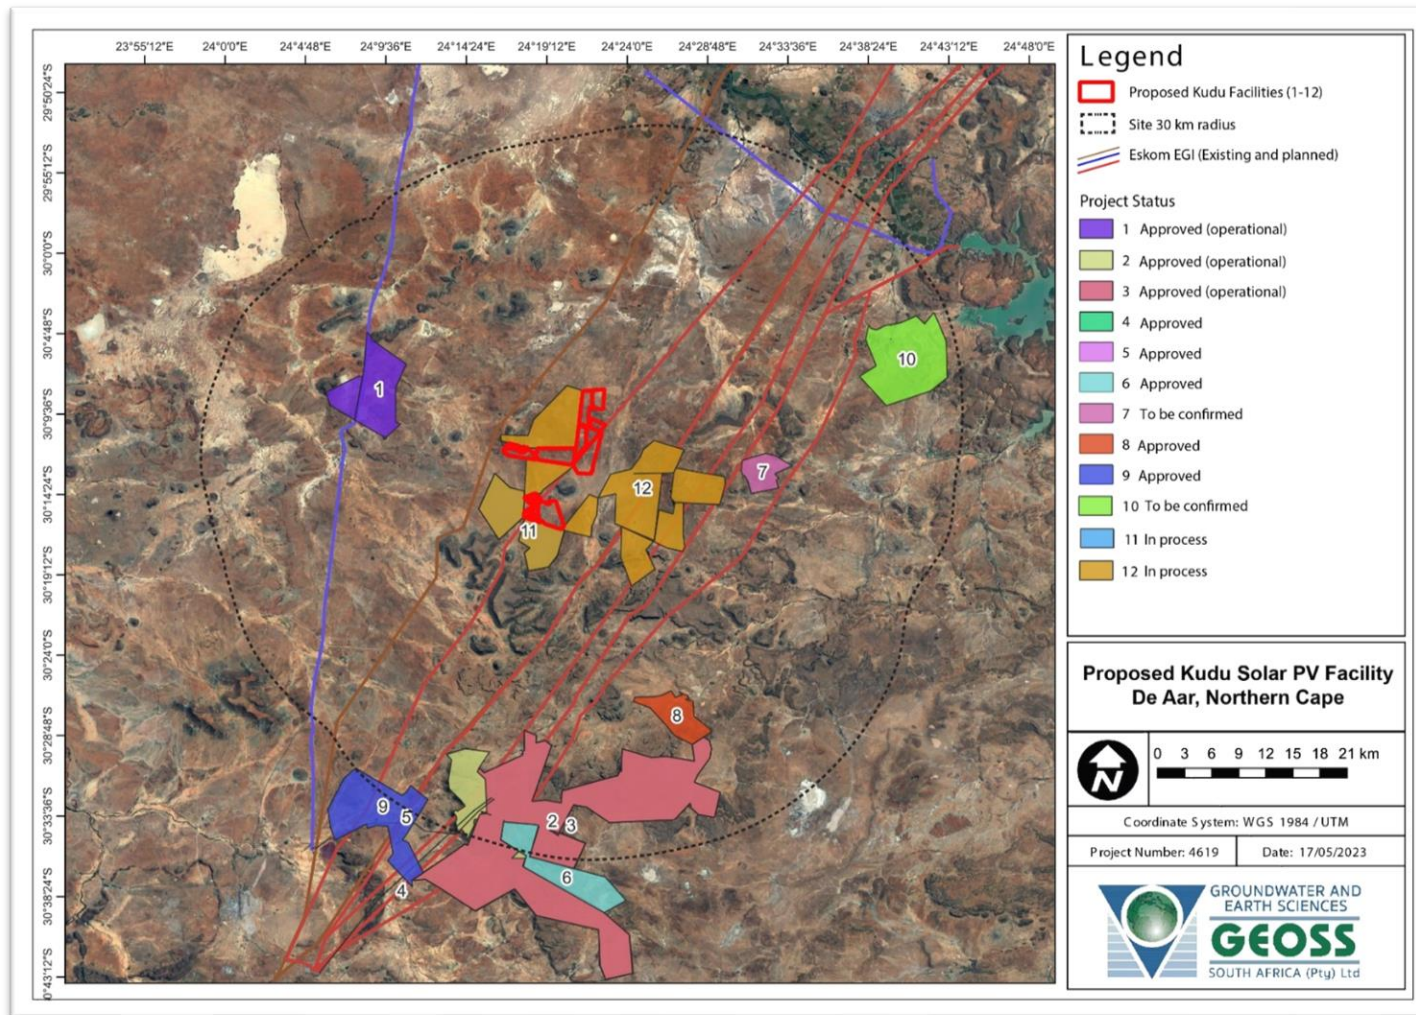 23°55'12"E 24°0'0"E 24°4'48"E 24°9'36"E 24°14'24"E 24°19'12"E 24°24'0"E 24°28'48"E 24°33'36"E 24°38'24"E 24°43'12"E 24°48'0"E
29°50'24"S
29°55'12"S
30°0'0"S
30°4'48"S
30°9'36"S
30°14'24"S
30°19'12"S
30°24'0"S
30°28'48"S
30°33'36"S
30°38'24"S
0°43'12"S
1
10
7
12
11
8
9
5
2 3
6
4
Legend
Proposed Kudu Facilities (1-12)
Site 30 km radius
Eskom EGI (Existing and planned)
Project Status
1 Approved (operational)
2 Approved (operational)
3 Approved (operational)
4 Approved
5 Approved
6 Approved
7 To be confirmed
8 Approved
9 Approved
10 To be confirmed
11 In process
12 In process
Proposed Kudu Solar PV Facility
De Aar, Northern Cape
N
0 3 6 9 12 15 18 21 km
Coordinate System: WGS 1984 / UTM
Project Number: 4619
Date: 17/05/2023
GROUNDWATER AND
EARTH SCIENCES
GEOSS
SOUTH AFRICA (Pty) Ltd